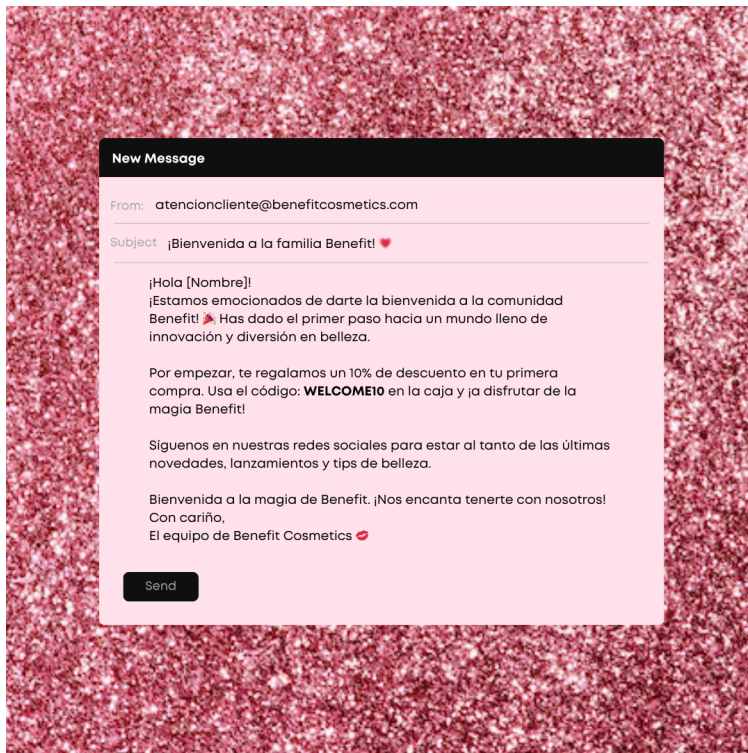 New Message
From: atencioncliente@benefitcosmetics.com
Subject ¡Bienvenida a la familia Benefit! 💗
¡Hola [Nombre]!
¡Estamos emocionados de darte la bienvenida a la comunidad
Benefit! 🎉 Has dado el primer paso hacia un mundo lleno de
innovación y diversión en belleza.
Por empezar, te regalamos un 10% de descuento en tu primera
compra. Usa el código: WELCOME10 en la caja y ¡a disfrutar de la
magia Benefit!
Síguenos en nuestras redes sociales para estar al tanto de las últimas
novedades, lanzamientos y tips de belleza.
Bienvenida a la magia de Benefit. ¡Nos encanta tenerte con nosotros!
Con cariño,
El equipo de Benefit Cosmetics 💋
Send